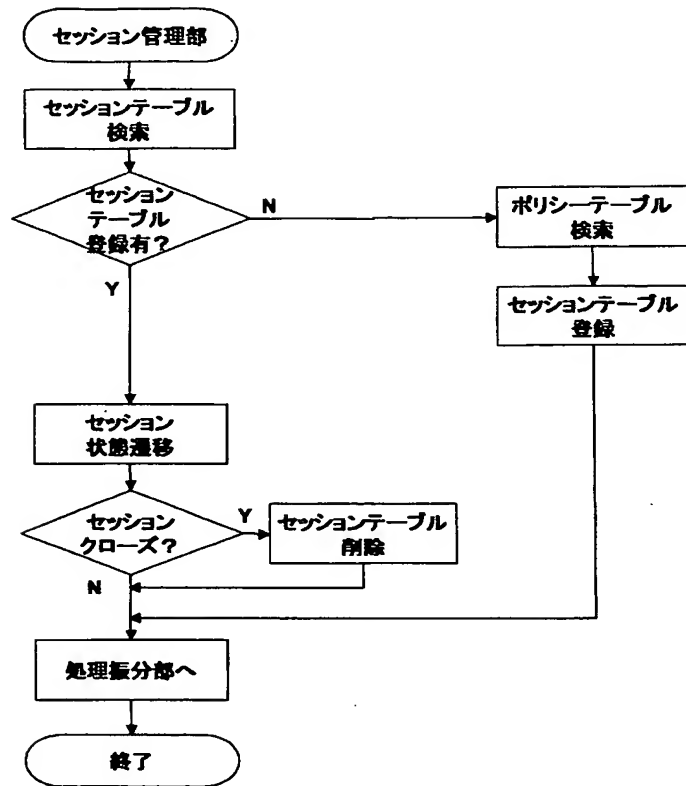 セッション管理部
セッションテーブル
検索
セッション
テーブル
登録有？
N
ポリシーテーブル
検索
Y
セッションテーブル
登録
セッション
状態遷移
セッション
クローズ？
Y
セッションテーブル
削除
N
処理振分部へ
終了